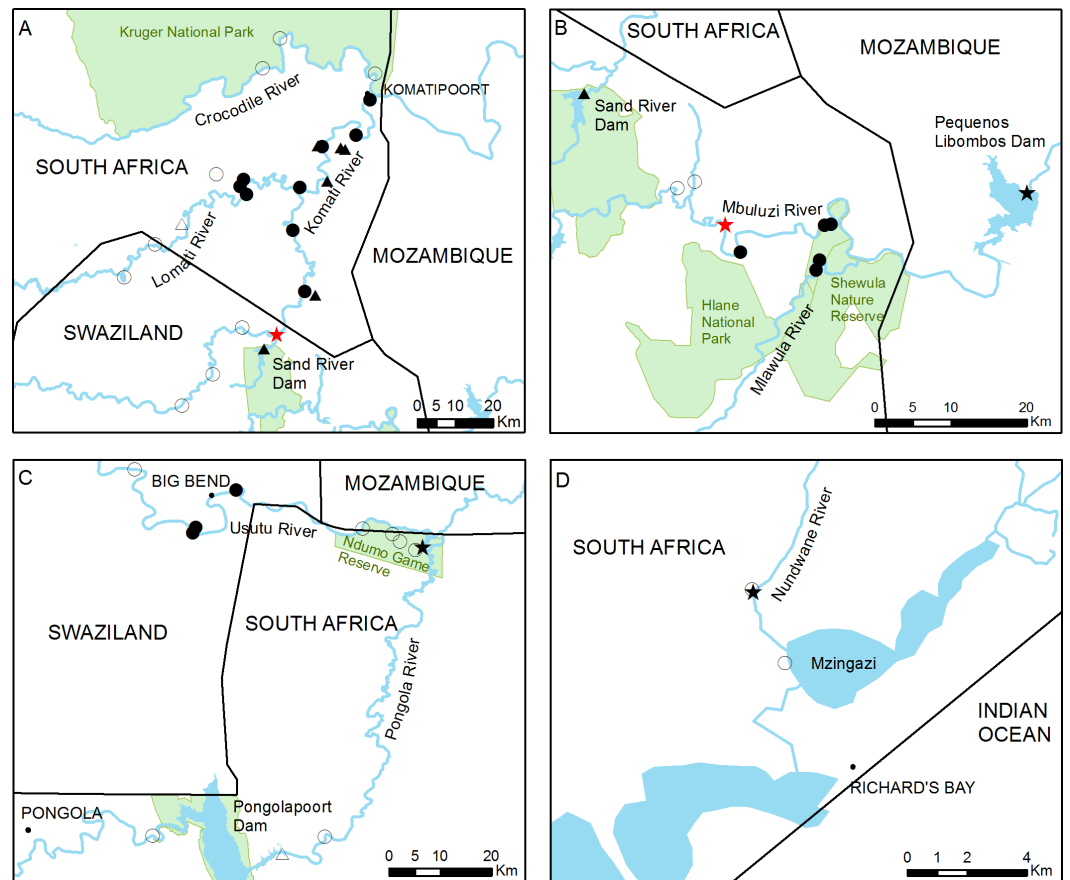 A
Kruger National Park
Crocodile River
KOMATIPOORT
SOUTH AFRICA
Komati River
Lomati River
MOZAMBIQUE
SWAZILAND
Sand River
Dam
0 5 10 20
Km
B
SOUTH AFRICA
MOZAMBIQUE
Sand River
Dam
Pequenos
Libombos Dam
Mbuluzi River
Hlane
National
Park
Shewula
Nature
Reserve
Mlawula River
0 5 10 20
Km
C
BIG BEND
MOZAMBIQUE
Usutu River
Ndumo Game
Reserve
SWAZILAND
SOUTH AFRICA
Pongola River
PONGOLA
Pongolapoort
Dam
0 5 10 20
Km
D
SOUTH AFRICA
Nundwane River
Mzingazi
INDIAN
OCEAN
RICHARD'S BAY
0 1 2 4
Km